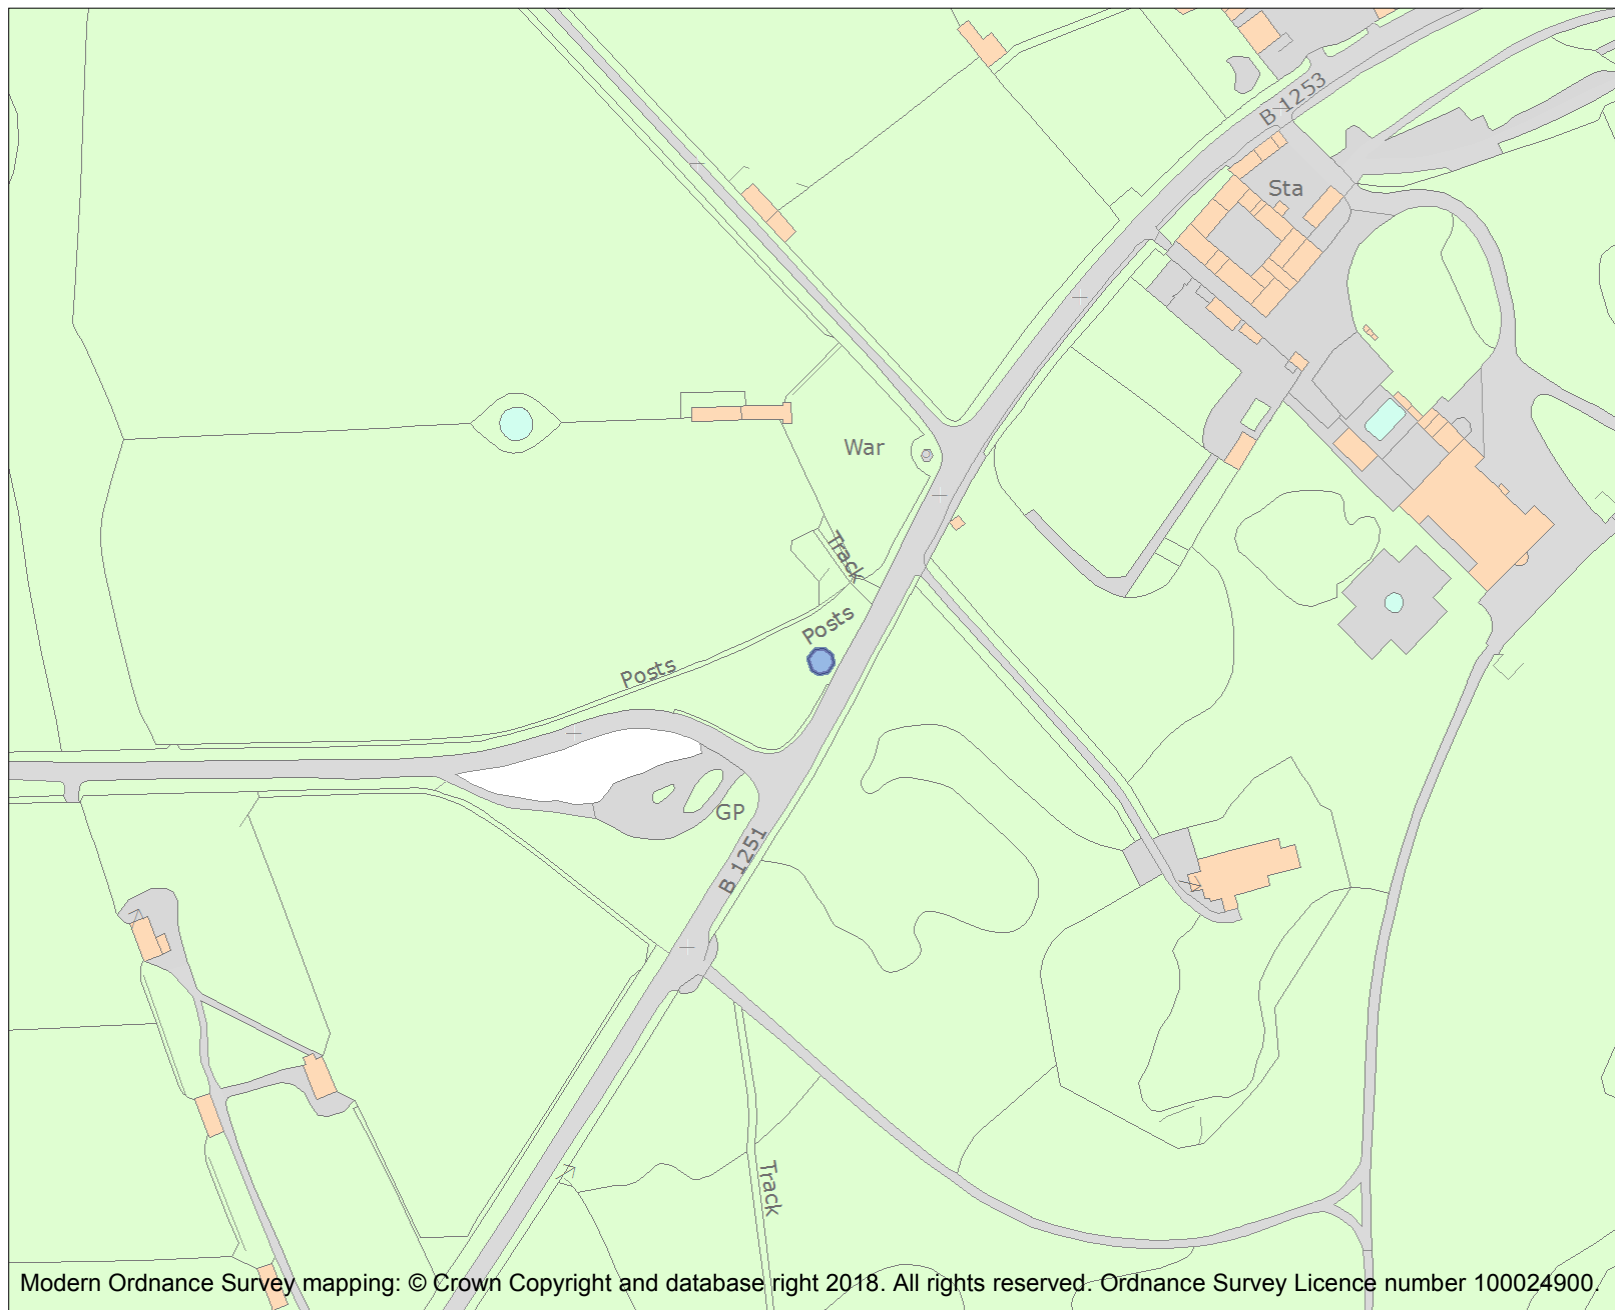 B 1253
Sta
War
Track
Posts
Posts
GP
B 1251
Track
Modern Ordnance Survey mapping: © Crown Copyright and database right 2018. All rights reserved. Ordnance Survey Licence number 100024900.